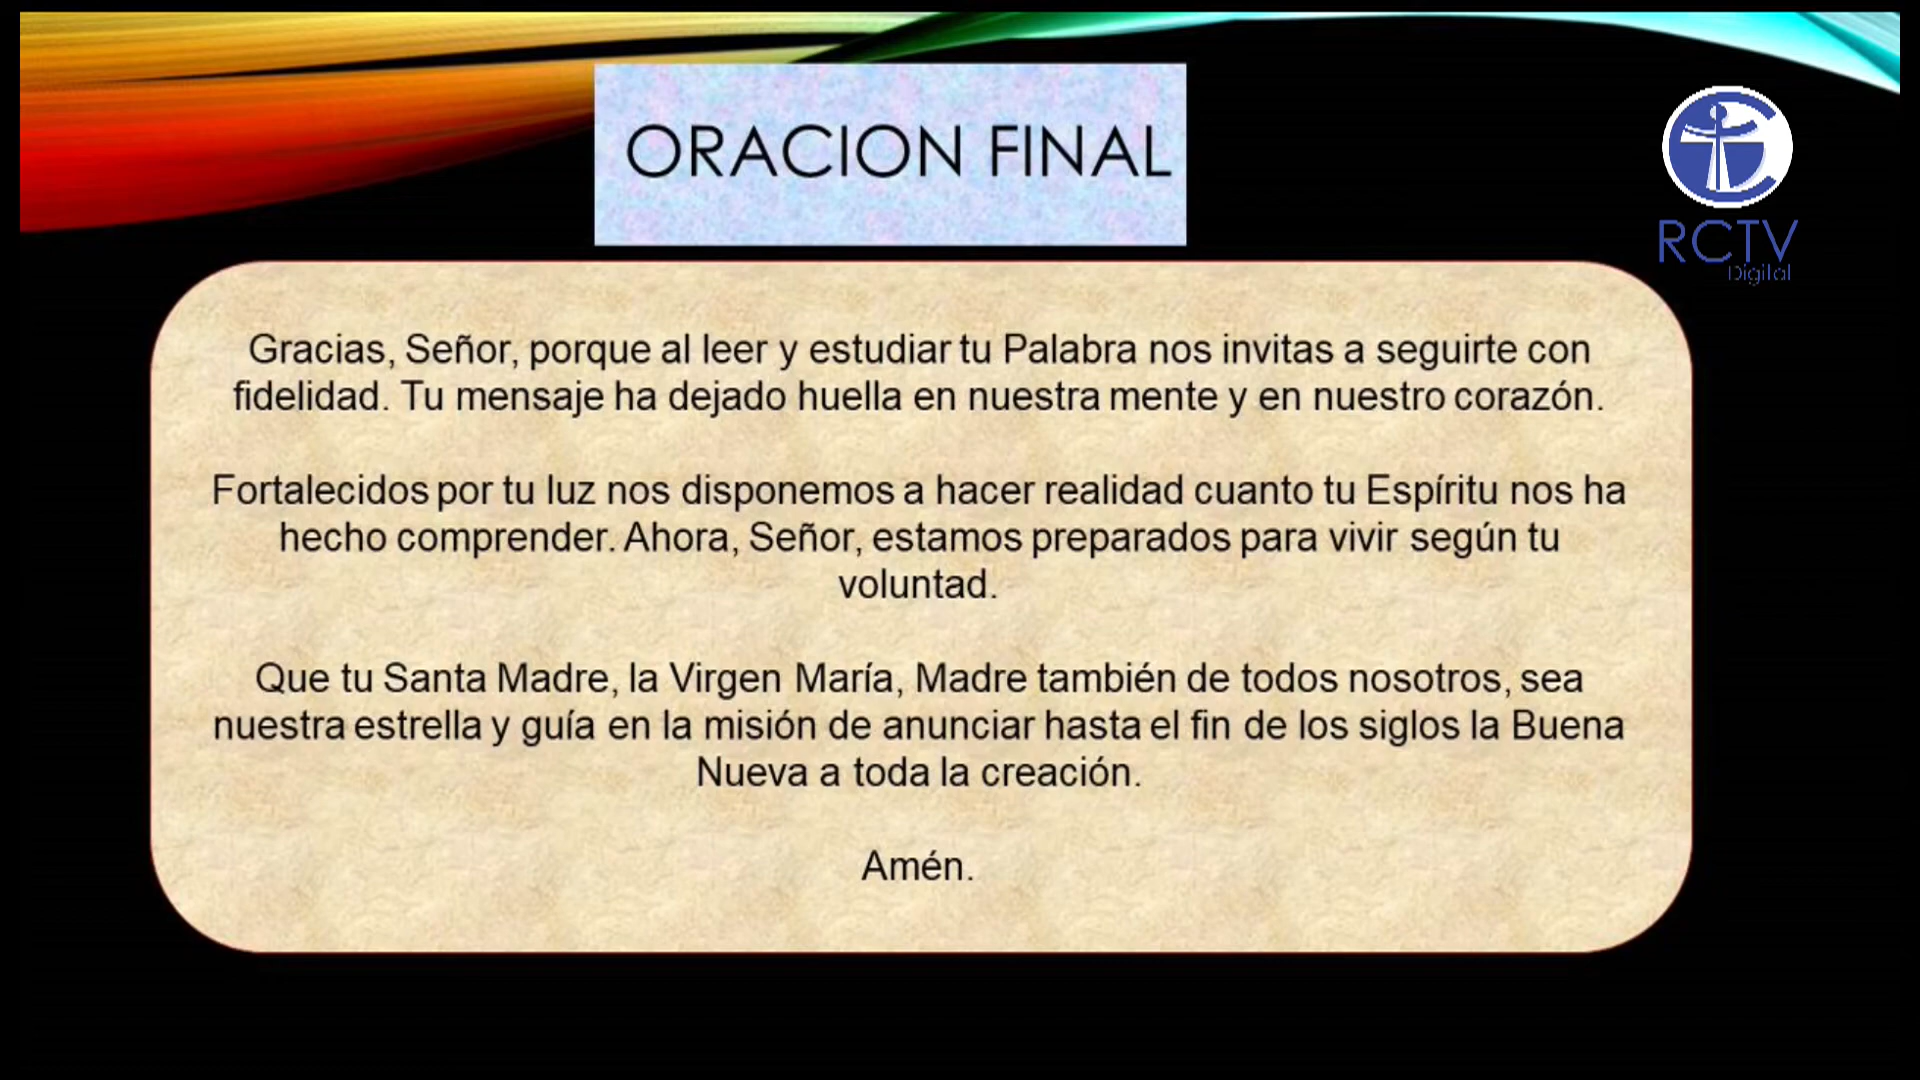 ORACION FINAL
RCTV
Digital
Gracias, Señor, porque al leer y estudiar tu Palabra nos invitas a seguirte con
fidelidad. Tu mensaje ha dejado huella en nuestra mente y en nuestro corazón.
Fortalecidos por tu luz nos disponemos a hacer realidad cuanto tu Espíritu nos ha
hecho comprender. Ahora, Señor, estamos preparados para vivir según tu
voluntad.
Que tu Santa Madre, la Virgen María, Madre también de todos nosotros, sea
nuestra estrella y guía en la misión de anunciar hasta el fin de los siglos la Buena
Nueva a toda la creación.
Amén.